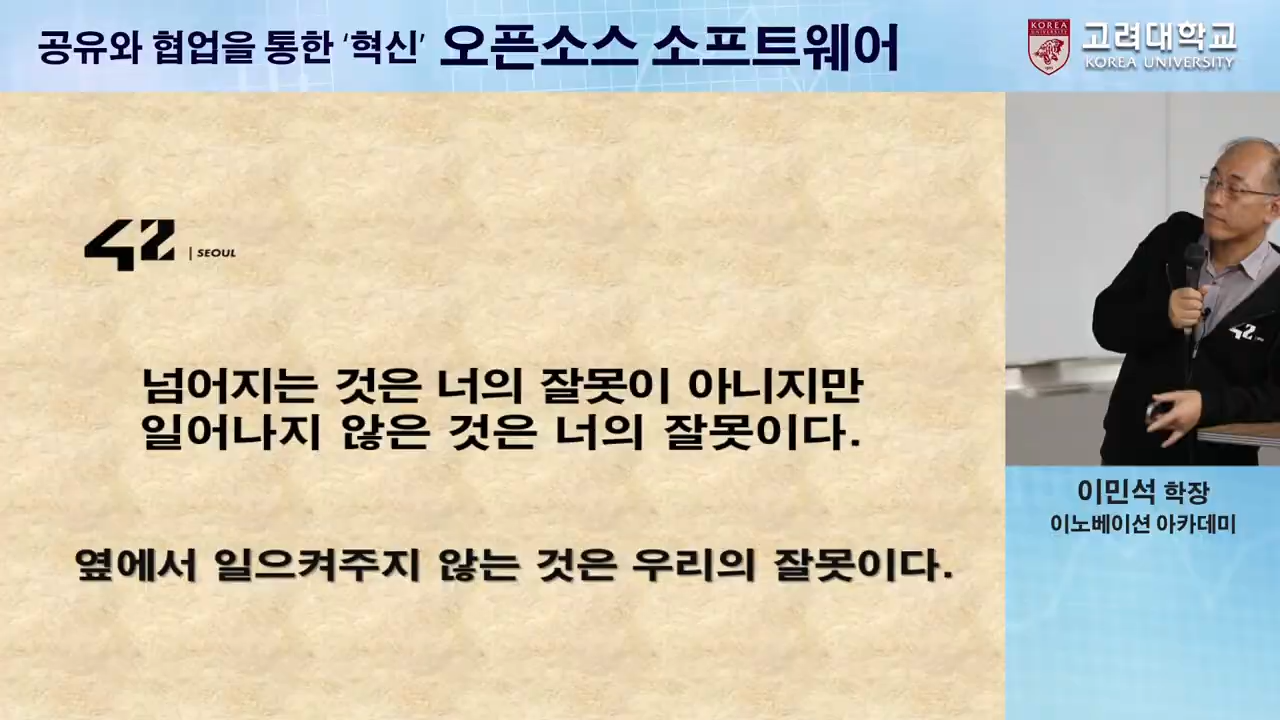 공유와 협업을 통한 '혁신' 오픈소스 소프트웨어
KOREA
UNIVERSITY
고려대학교
KOREA UNIVERSITY
42 | SEOUL
넘어지는 것은 너의 잘못이 아니지만
일어나지 않은 것은 너의 잘못이다.
옆에서 일으켜주지 않는 것은 우리의 잘못이다.
42
이민석 학장
이노베이션 아카데미